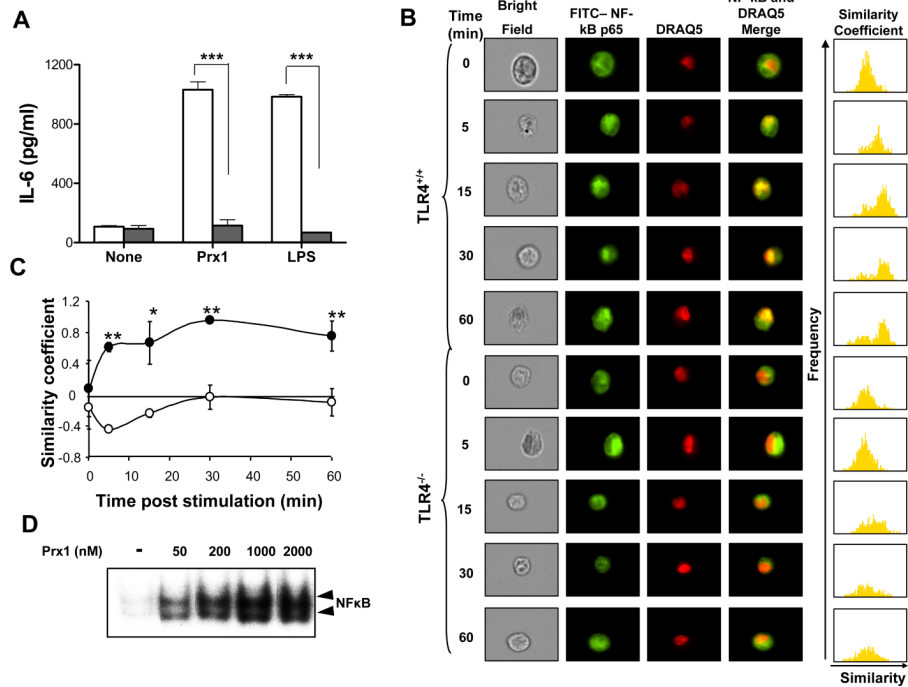 A
IL-6 (pg/ml)
1200
800
400
0
***
***
None
Prx1
LPS
B
Time
(min)
Bright
Field
FITC– NF-
kB p65
DRAQ5
DRAQ5
Merge
Similarity
Coefficient
TLR4+/+
0
5
15
30
60
TLR4-/-
0
5
15
30
60
Frequency
Similarity
C
Similarity coefficient
1.2
0.8
0.4
0
-0.4
-0.8
**
*
**
**
0
10
20
30
40
50
60
Time post stimulation (min)
D
Prx1 (nM)
- 50 200 1000 2000
NFκB